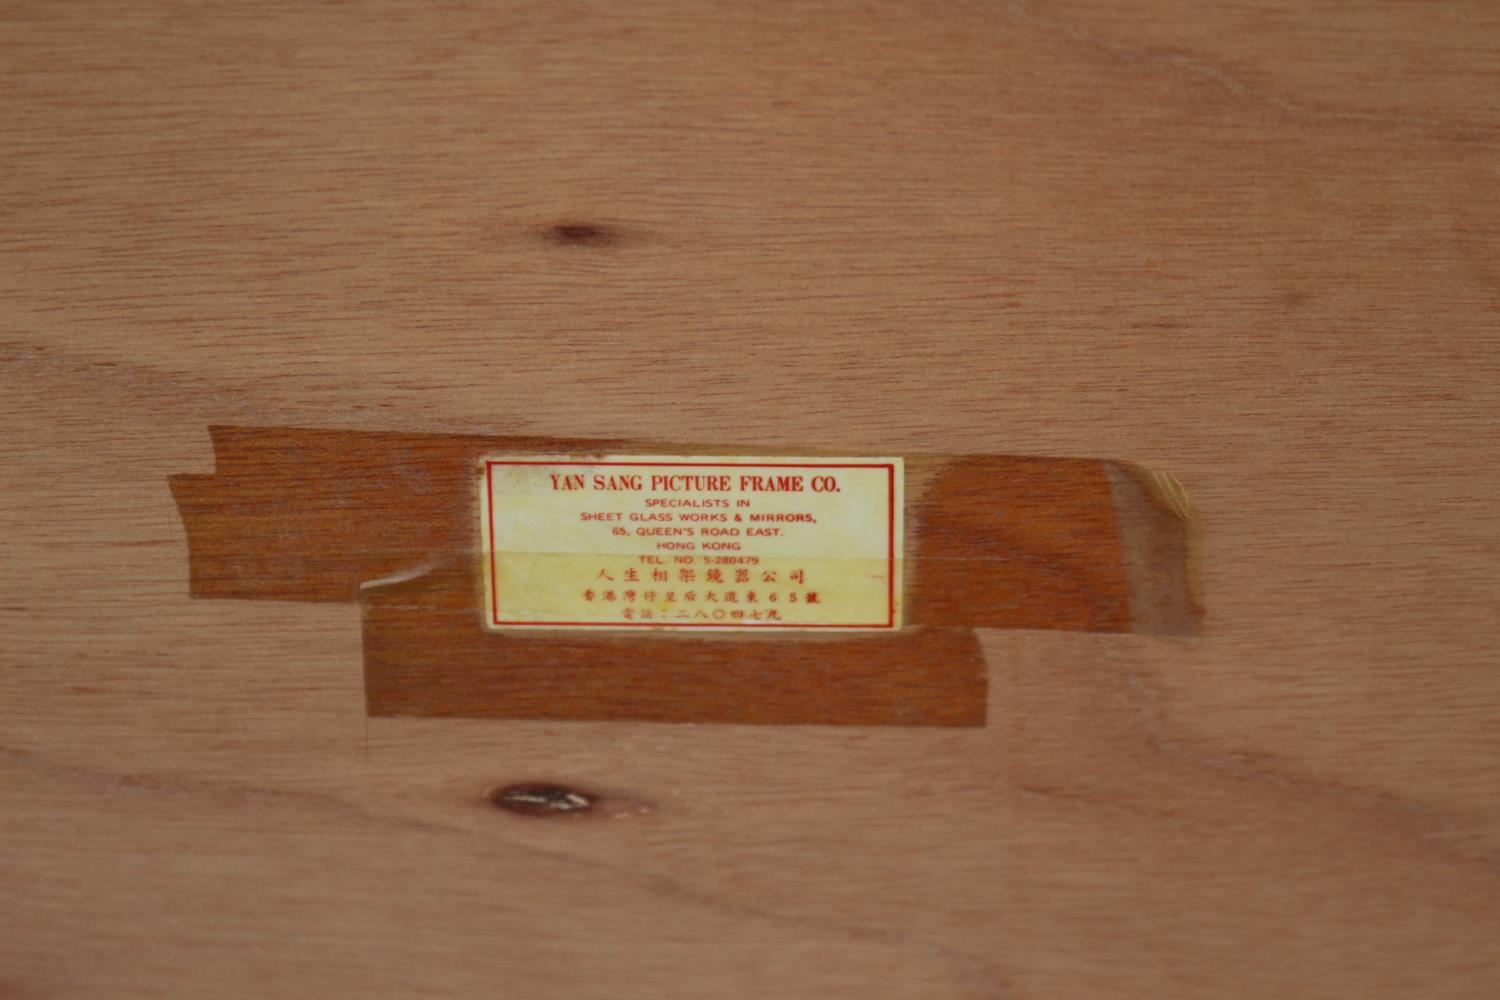 YAN SANG PICTURE FRAME CO.
SPECIALISTS IN
SHEET GLASS WORKS & MIRRORS,
65, QUEEN'S ROAD EAST.
HONG KONG
TEL. NO. 5-280479
人生相架鏡器公司
香港灣仔皇后大道東65號
電話：二八〇四七九